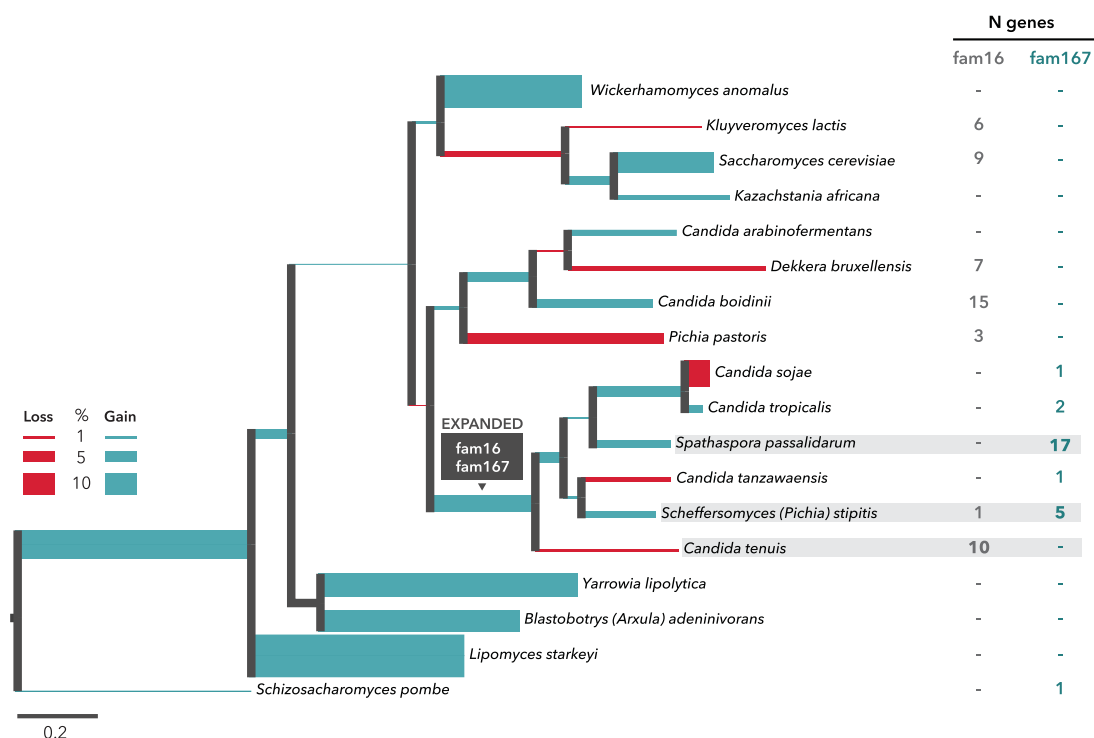 N genes
fam16 fam167
Wickerhamomyces anomalus - -
Kluyveromyces lactis 6 -
Saccharomyces cerevisiae 9 -
Kazachstania africana - -
Candida arabinofermentans - -
Dekkera bruxellensis 7 -
Candida boidinii 15 -
Pichia pastoris 3 -
Candida sojae - 1
Candida tropicalis - 2
Spathaspora passalidarum - 17
Candida tanzawaensis - 1
Scheffersomyces (Pichia) stipitis 1 5
Candida tenuis 10 -
Yarrowia lipolytica - -
Blastobotrys (Arxula) adeninivorans - -
Lipomyces starkeyi - -
Schizosacharomyces pombe - 1
EXPANDED
fam16
fam167
Loss % Gain
1
5
10
0.2